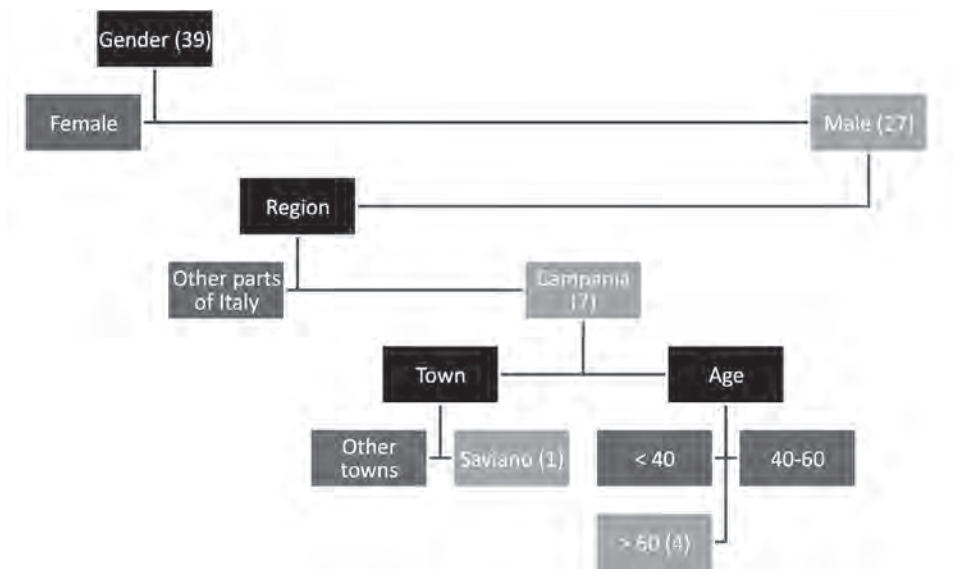 Gender (39)
Female
Male (27)
Region
Other parts
of Italy
Campania
(7)
Town
Age
Other
towns
Saviano (1)
< 40
40-60
> 60 (4)